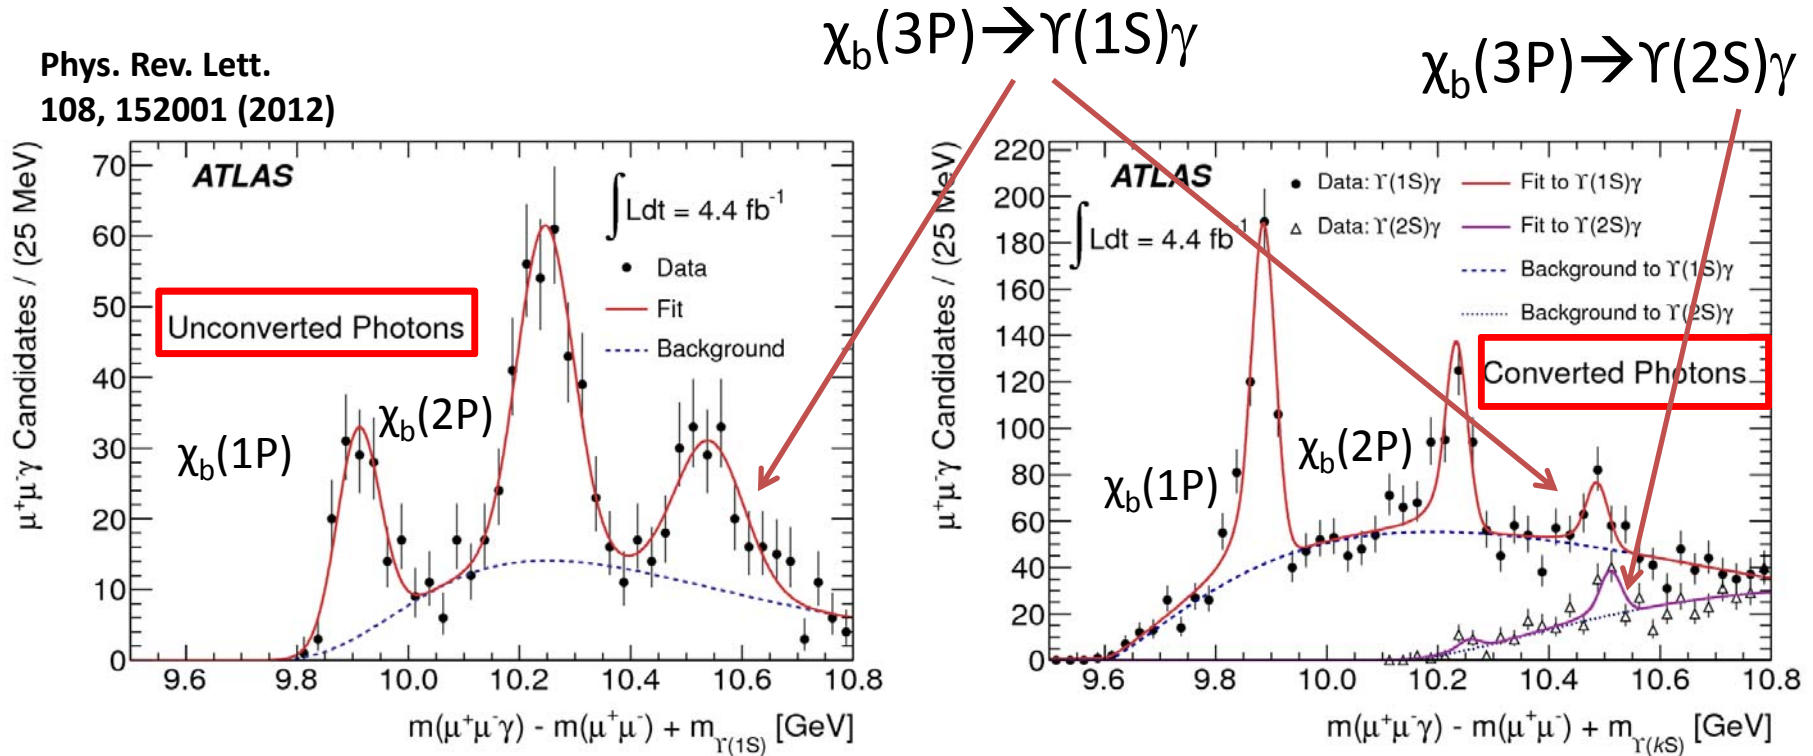 χb(3P)→ϒ(1S)γ
χb(3P)→ϒ(2S)γ
Phys. Rev. Lett.
108, 152001 (2012)
μ+μ-γ Candidates / (25 MeV)
70
60
50
40
30
20
10
0
ATLAS
∫Ldt = 4.4 fb-1
Data
Fit
Background
Unconverted Photons
χb(1P)
χb(2P)
9.6 9.8 10.0 10.2 10.4 10.6 10.8
m(μ+μ-γ) - m(μ+μ-) + mϒ(1S) [GeV]
μ+μ-γ Candidates / (25 MeV)
220
200
180
160
140
120
100
80
60
40
20
0
ATLAS
∫Ldt = 4.4 fb-1
Data: ϒ(1S)γ
Data: ϒ(2S)γ
Fit to ϒ(1S)γ
Fit to ϒ(2S)γ
Background to ϒ(1S)γ
Background to ϒ(2S)γ
Converted Photons
χb(1P)
χb(2P)
9.6 9.8 10.0 10.2 10.4 10.6 10.8
m(μ+μ-γ) - m(μ+μ-) + mϒ(kS) [GeV]